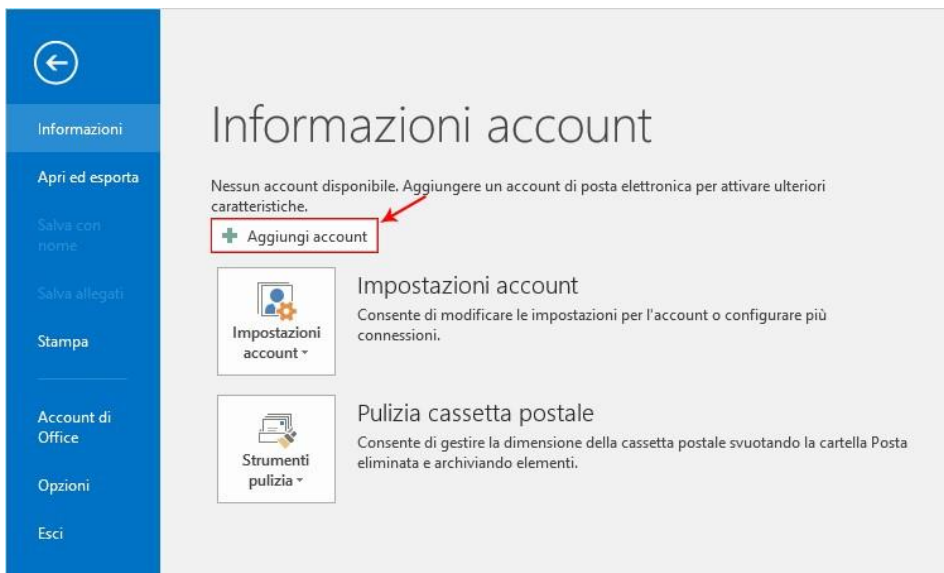 Informazioni
Apri ed esporta
Salva con
nome
Salva allegati
Stampa
Account di
Office
Opzioni
Esci
Informazioni account
Nessun account disponibile. Aggiungere un account di posta elettronica per attivare ulteriori
caratteristiche.
Aggiungi account
Impostazioni
account
Impostazioni account
Consente di modificare le impostazioni per l'account o configurare più
connessioni.
Strumenti
pulizia
Pulizia cassetta postale
Consente di gestire la dimensione della cassetta postale svuotando la cartella Posta
eliminata e archiviando elementi.